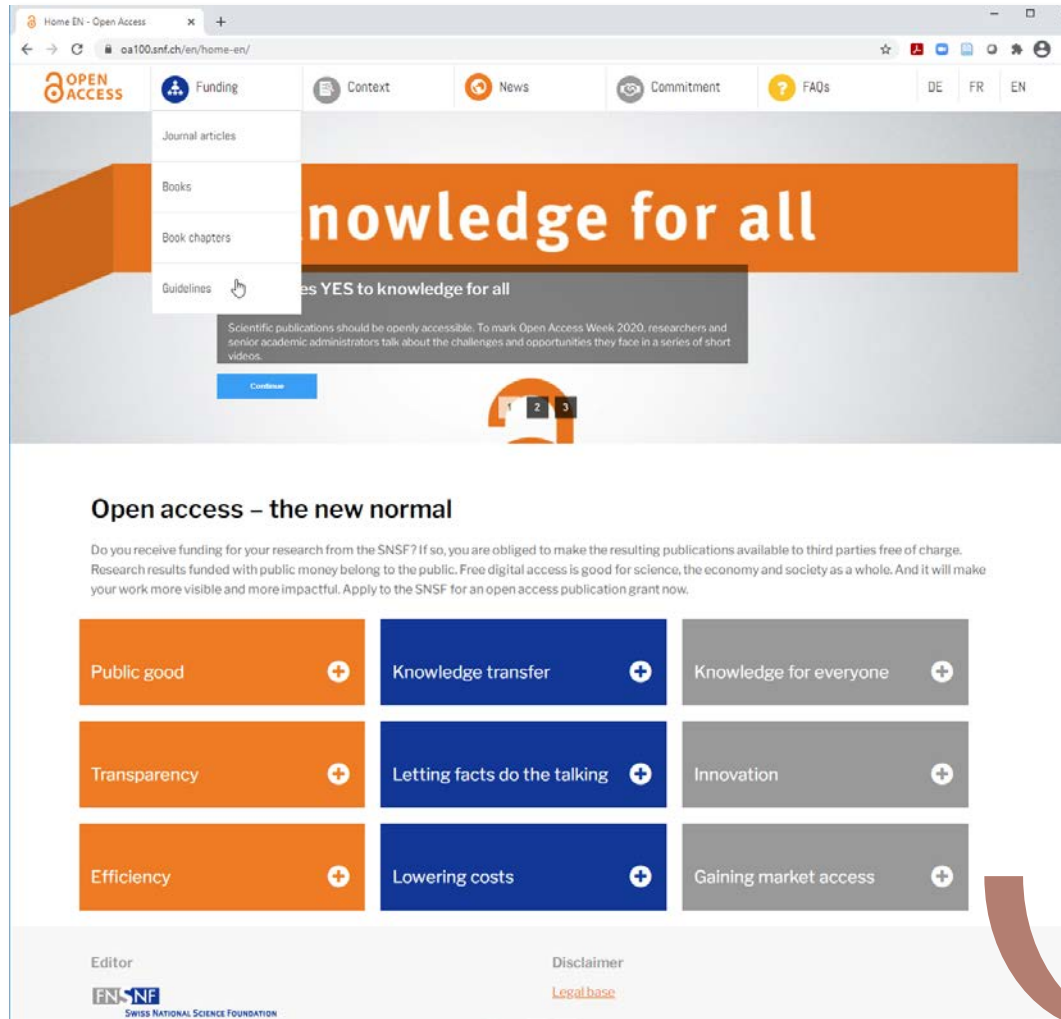 Home EN - Open Access
oa100.snf.ch/en/home-en/
OPEN ACCESS
Funding
Context
News
Commitment
FAQs
DE FR EN
Journal articles
Books
Book chapters
Guidelines
nowledge for all
es YES to knowledge for all
Scientific publications should be openly accessible. To mark Open Access Week 2020, researchers and
senior academic administrators talk about the challenges and opportunities they face in a series of short
videos.
Continue
1 2 3
Open access – the new normal
Do you receive funding for your research from the SNSF? If so, you are obliged to make the resulting publications available to third parties free of charge.
Research results funded with public money belong to the public. Free digital access is good for science, the economy and society as a whole. And it will make
your work more visible and more impactful. Apply to the SNSF for an open access publication grant now.
Public good
Knowledge transfer
Knowledge for everyone
Transparency
Letting facts do the talking
Innovation
Efficiency
Lowering costs
Gaining market access
Editor
Disclaimer
FNSNF
SWISS NATIONAL SCIENCE FOUNDATION
Legal base